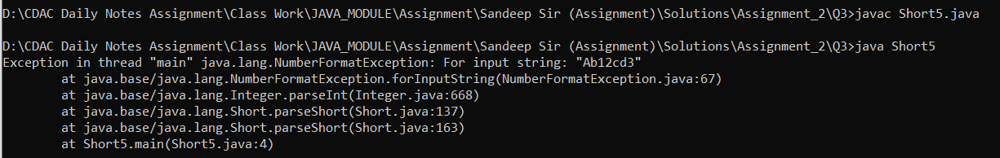 D:\CDAC Daily Notes Assignment\Class Work\JAVA_MODULE\Assignment\Sandeep Sir (Assignment)\Solutions\Assignment_2\Q3>javac Short5.java
D:\CDAC Daily Notes Assignment\Class Work\JAVA_MODULE\Assignment\Sandeep Sir (Assignment)\Solutions\Assignment_2\Q3>java Short5
Exception in thread "main" java.lang.NumberFormatException: For input string: "Ab12cd3"
        at java.base/java.lang.NumberFormatException.forInputString(NumberFormatException.java:67)
        at java.base/java.lang.Integer.parseInt(Integer.java:668)
        at java.base/java.lang.Short.parseShort(Short.java:137)
        at java.base/java.lang.Short.parseShort(Short.java:163)
        at Short5.main(Short5.java:4)